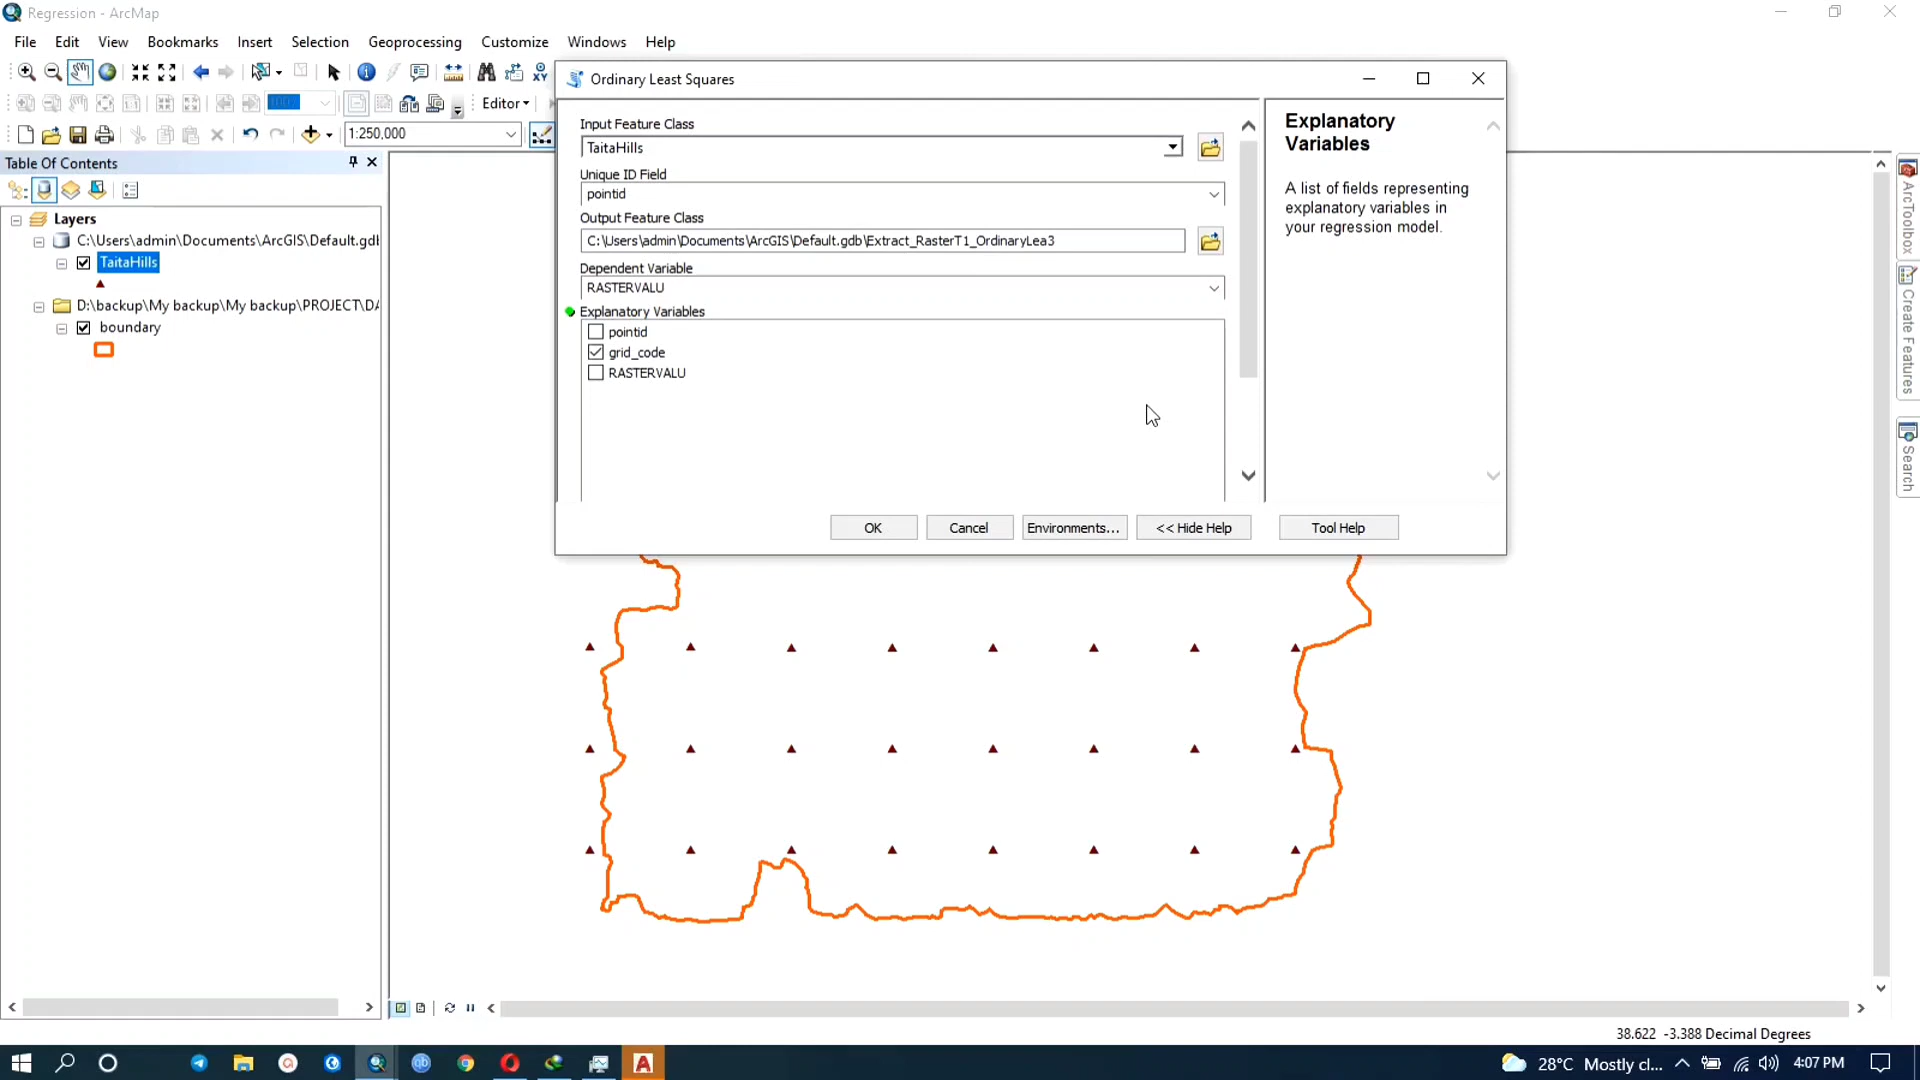 Regression - ArcMap
File Edit View Bookmarks Insert Selection Geoprocessing Customize Windows Help
Editor
1:250,000
Table Of Contents
Layers
C:\Users\admin\Documents\ArcGIS\Default.gdl
TaitaHills
D:\backup\My backup\My backup\PROJECT\DA
boundary
Ordinary Least Squares
Input Feature Class
TaitaHills
Unique ID Field
pointid
Output Feature Class
C:\Users\admin\Documents\ArcGIS\Default.gdb\Extract_RasterT1_OrdinaryLea3
Dependent Variable
RASTERVALU
Explanatory Variables
pointid
grid_code
RASTERVALU
OK Cancel Environments... << Hide Help Tool Help
Explanatory
Variables
A list of fields representing
explanatory variables in
your regression model.
ArcToolbox
Create Features
Search
38.622 -3.388 Decimal Degrees
28°C Mostly cl... 4:07 PM